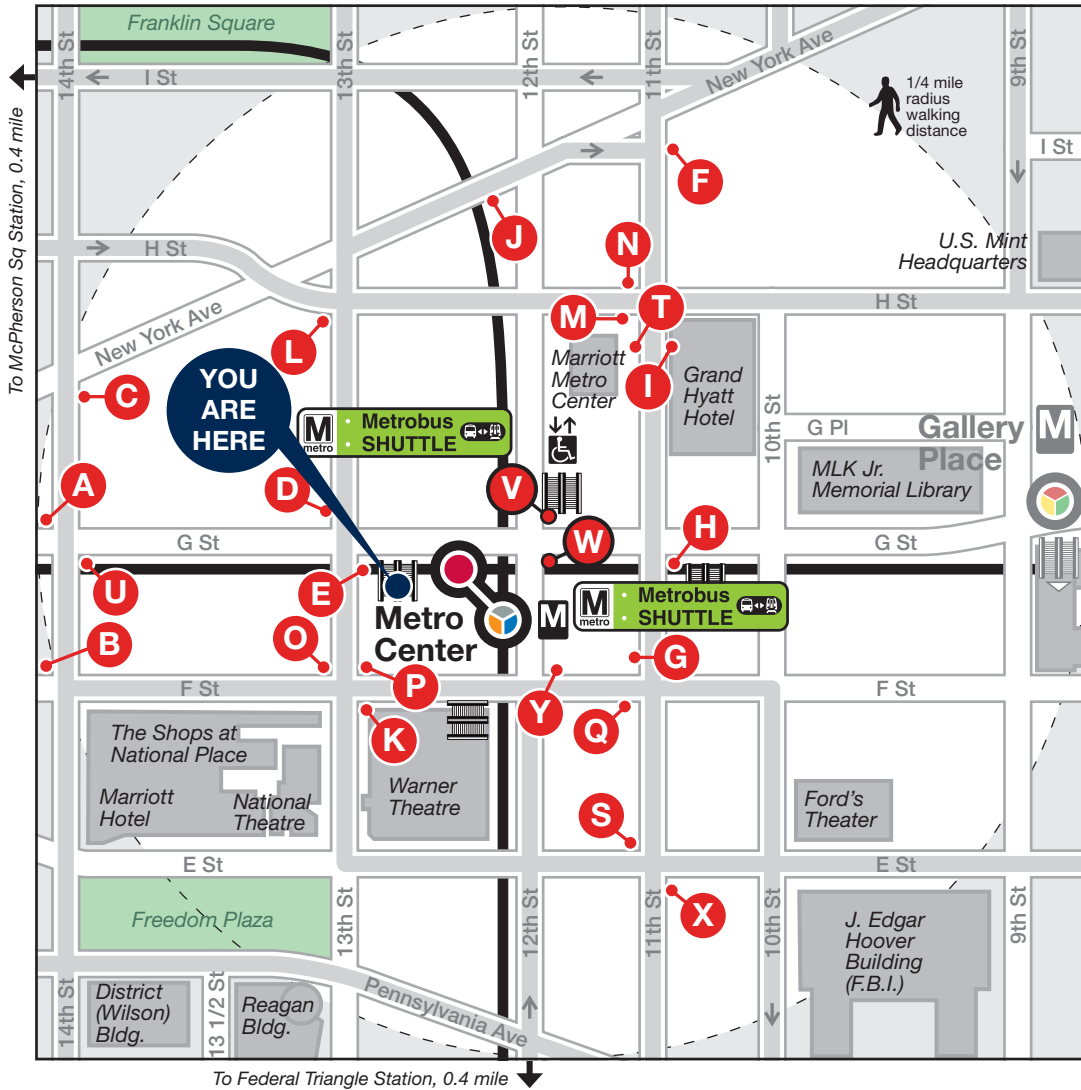 Franklin Square
14th St
13th St
12th St
11th St
9th St
I St
New York Ave
1/4 mile
radius
walking
distance
I St
To McPherson Sq Station, 0.4 mile
F
J
N
U.S. Mint
Headquarters
H St
H St
M
T
L
New York Ave
YOU
ARE
HERE
C
Marriott
Metro
Center
I
Grand
Hyatt
Hotel
10th St
G Pl
Gallery
Place
M
M
metro
Metrobus
SHUTTLE
MLK Jr.
Memorial Library
A
D
V
G St
W
H
G St
U
E
Metro
Center
M
M
metro
Metrobus
SHUTTLE
B
O
P
G
F St
F St
Y
Q
K
The Shops at
National Place
Marriott
Hotel
National
Theatre
Warner
Theatre
S
Ford's
Theater
E St
E St
Freedom Plaza
13th St
12th St
11th St
10th St
9th St
X
J. Edgar
Hoover
Building
(F.B.I.)
14th St
District
(Wilson)
Bldg.
13 1/2 St
Reagan
Bldg.
Pennsylvania Ave
To Federal Triangle Station, 0.4 mile